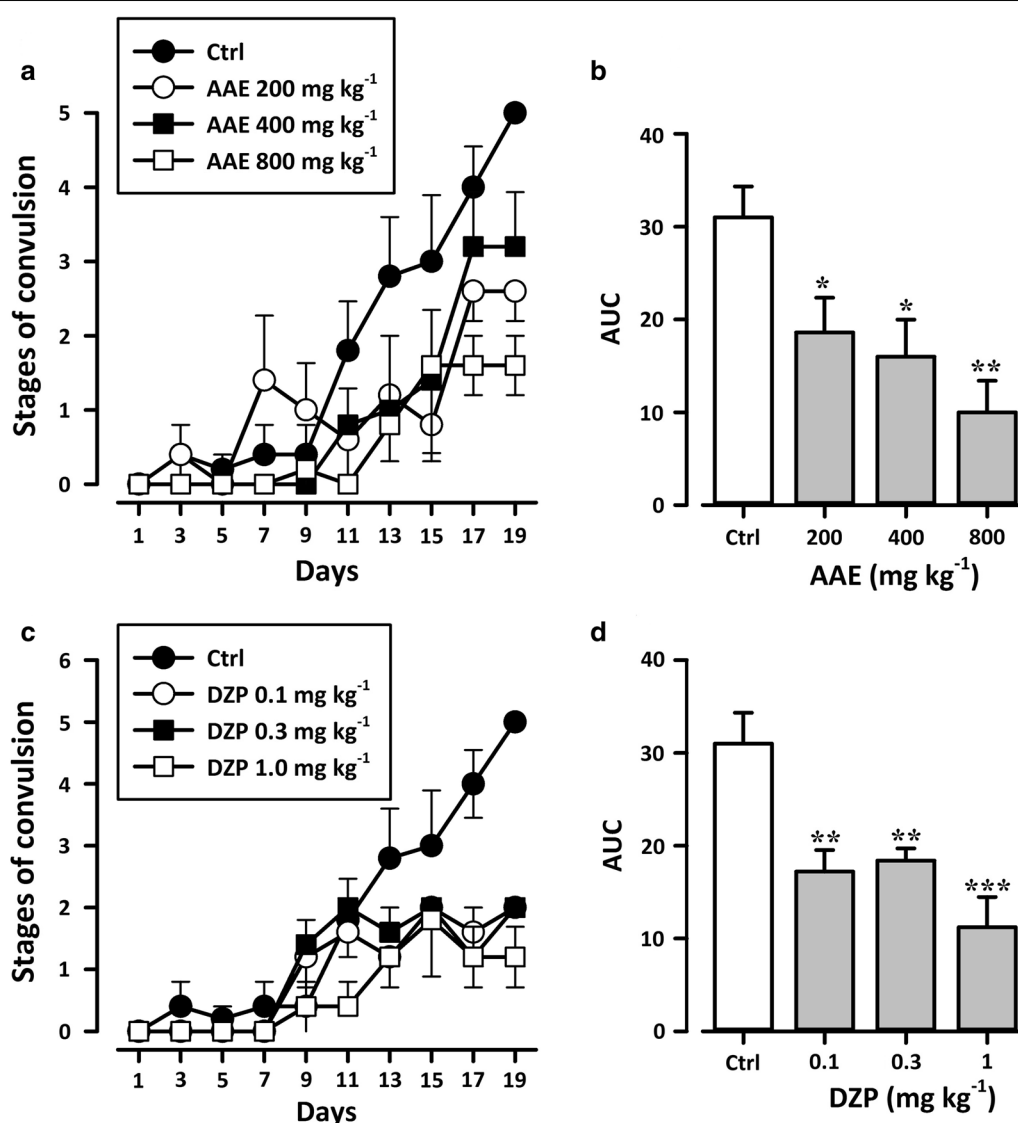 a
Ctrl
AAE 200 mg kg-1
AAE 400 mg kg-1
AAE 800 mg kg-1
Stages of convulsion
5
4
3
2
1
0
1 3 5 7 9 11 13 15 17 19
Days
b
AUC
40
30
20
10
0
* * **
Ctrl 200 400 800
AAE (mg kg-1)
c
Ctrl
DZP 0.1 mg kg-1
DZP 0.3 mg kg-1
DZP 1.0 mg kg-1
Stages of convulsion
6
5
4
3
2
1
0
1 3 5 7 9 11 13 15 17 19
Days
d
AUC
40
30
20
10
0
** ** ***
Ctrl 0.1 0.3 1
DZP (mg kg-1)